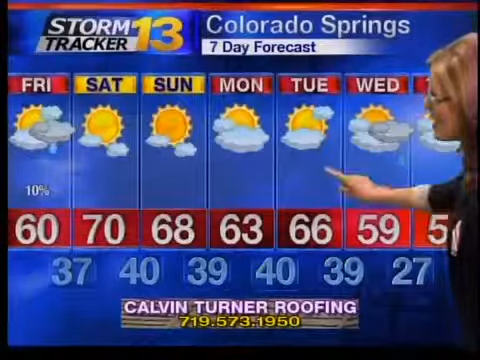 STORM
TRACKER 13
Colorado Springs
7 Day Forecast
FRI SAT SUN MON TUE WED
10%
60 70 68 63 66 59
37 40 39 40 39 27
CALVIN TURNER ROOFING
719.573.1950